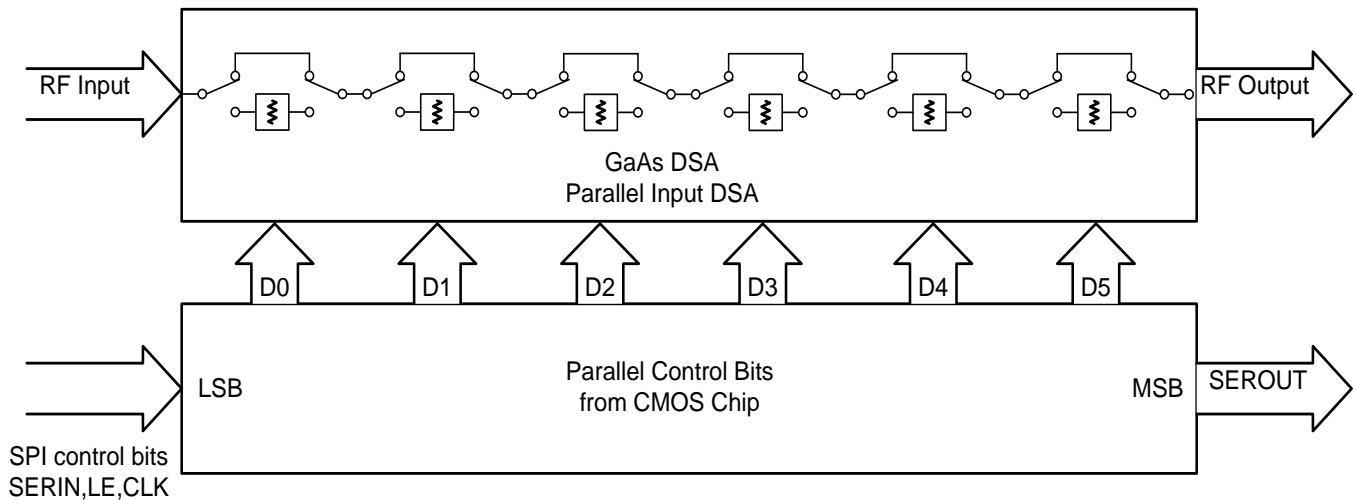 RF Input
RF Output
GaAs DSA
Parallel Input DSA
D0
D1
D2
D3
D4
D5
LSB
Parallel Control Bits
from CMOS Chip
MSB
SEROUT
SPI control bits
SERIN,LE,CLK